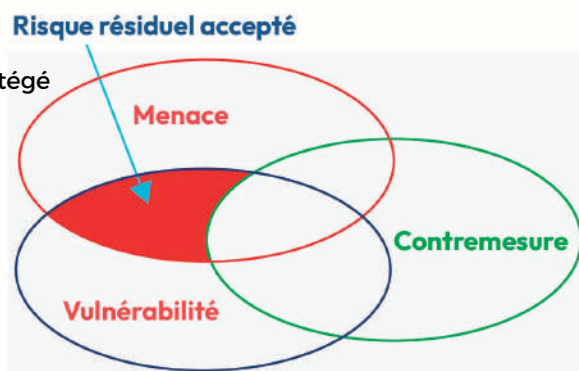 Risque résiduel accepté
tégé
Menace
Contremesure
Vulnérabilité